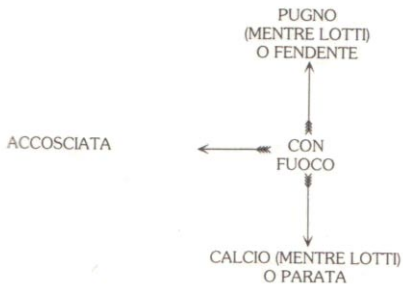 PUGNO
(MENTRE LOTTI)
O FENDENTE
ACCOSCIATA
CON
FUOCO
CALCIO (MENTRE LOTTI)
O PARATA